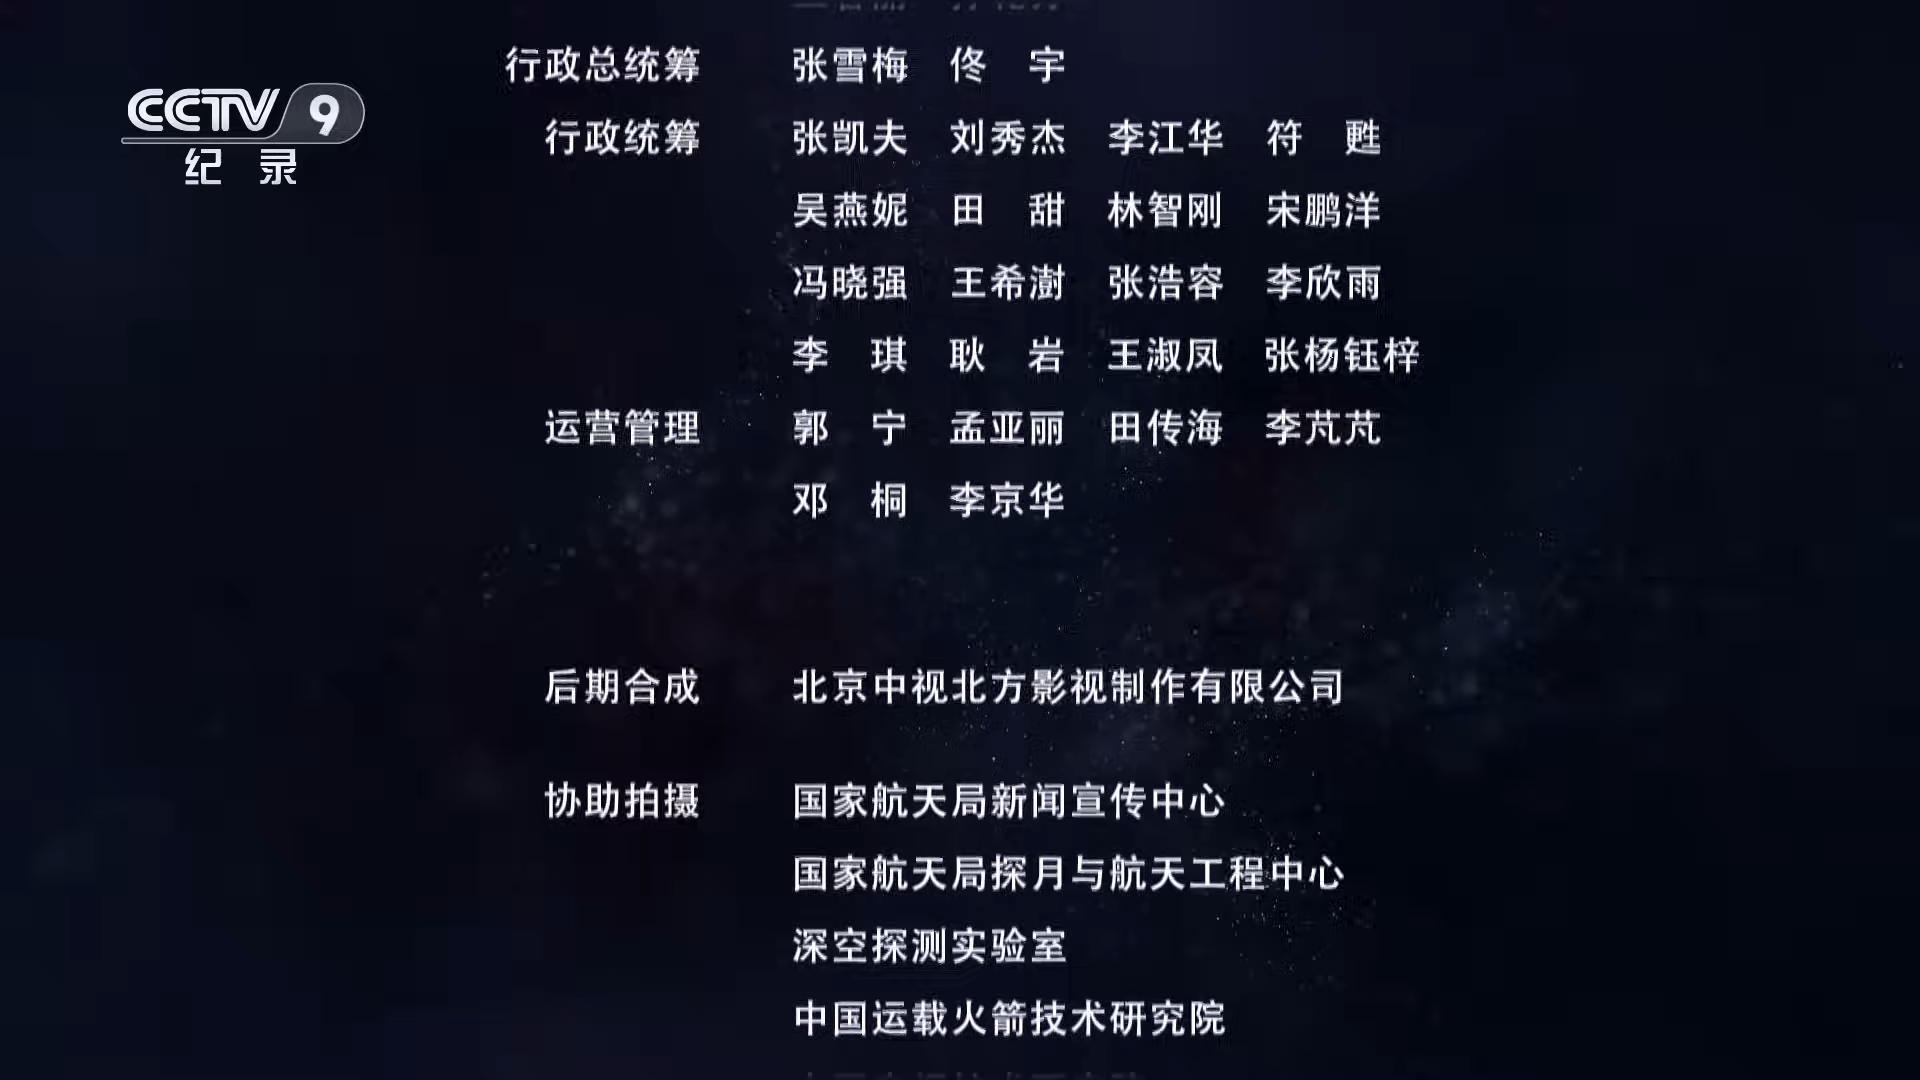 行政总统筹 张雪梅 佟 宇
CCTV 9
纪 录
行政统筹 张凯夫 刘秀杰 李江华 符 甦
吴燕妮 田 甜 林智刚 宋鹏洋
冯晓强 王希澍 张浩容 李欣雨
李 琪 耿 岩 王淑凤 张杨钰梓
运营管理 郭 宁 孟亚丽 田传海 李芃芃
邓 桐 李京华
后期合成 北京中视北方影视制作有限公司
协助拍摄 国家航天局新闻宣传中心
国家航天局探月与航天工程中心
深空探测实验室
中国运载火箭技术研究院